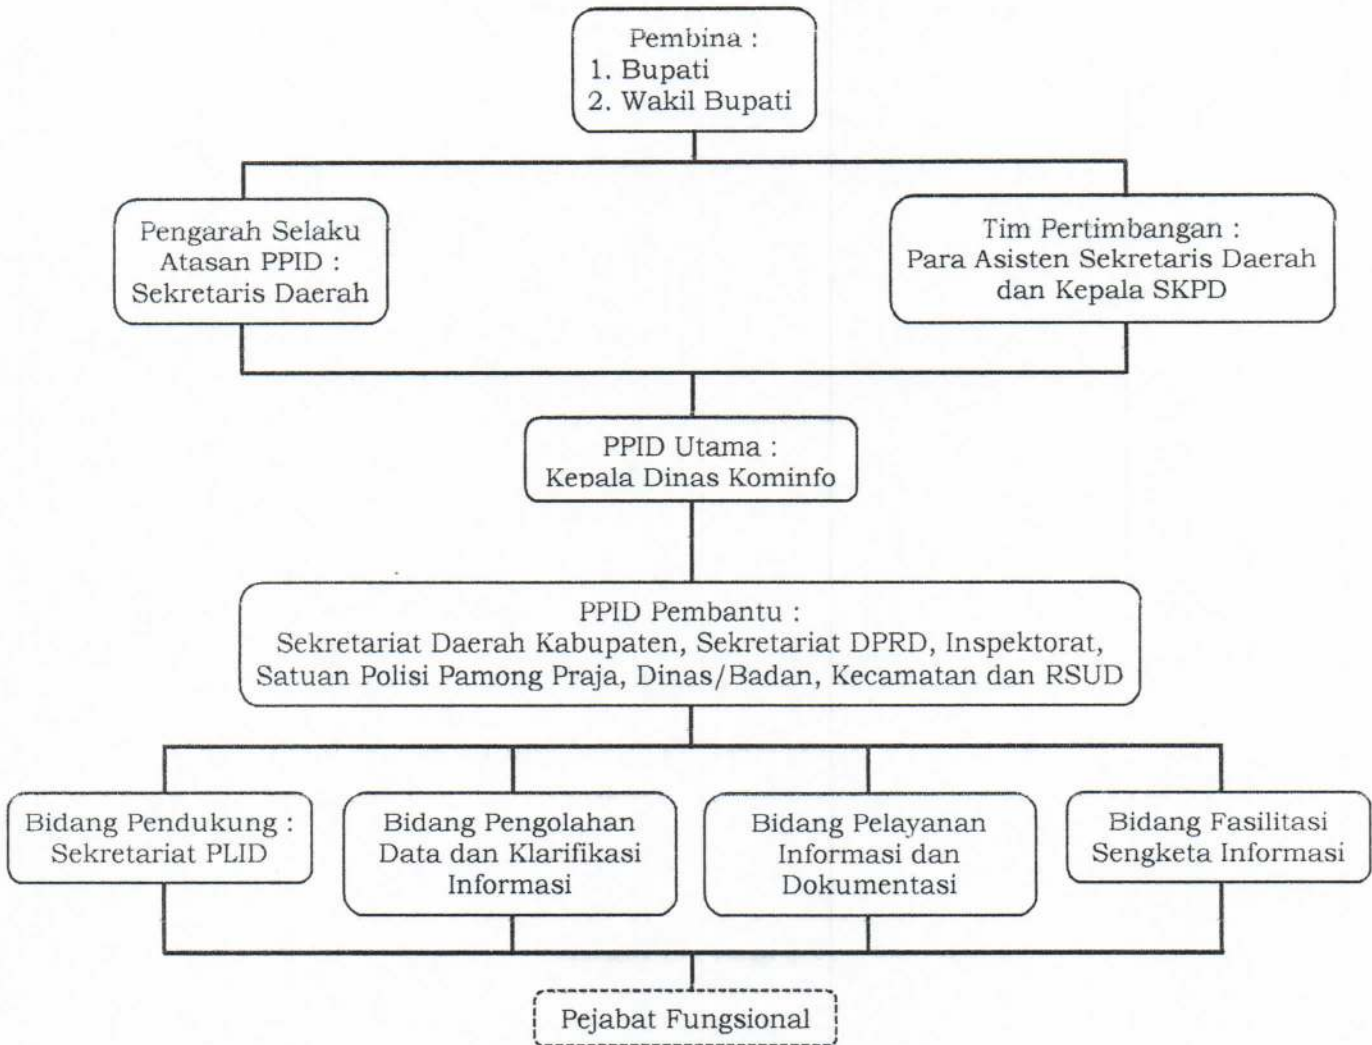 Pembina :
1. Bupati
2. Wakil Bupati
Pengarah Selaku
Atasan PPID :
Sekretaris Daerah
Tim Pertimbangan :
Para Asisten Sekretaris Daerah
dan Kepala SKPD
PPID Utama :
Kepala Dinas Kominfo
PPID Pembantu :
Sekretariat Daerah Kabupaten, Sekretariat DPRD, Inspektorat,
Satuan Polisi Pamong Praja, Dinas/Badan, Kecamatan dan RSUD
Bidang Pendukung :
Sekretariat PLID
Bidang Pengolahan
Data dan Klarifikasi
Informasi
Bidang Pelayanan
Informasi dan
Dokumentasi
Bidang Fasilitasi
Sengketa Informasi
Pejabat Fungsional